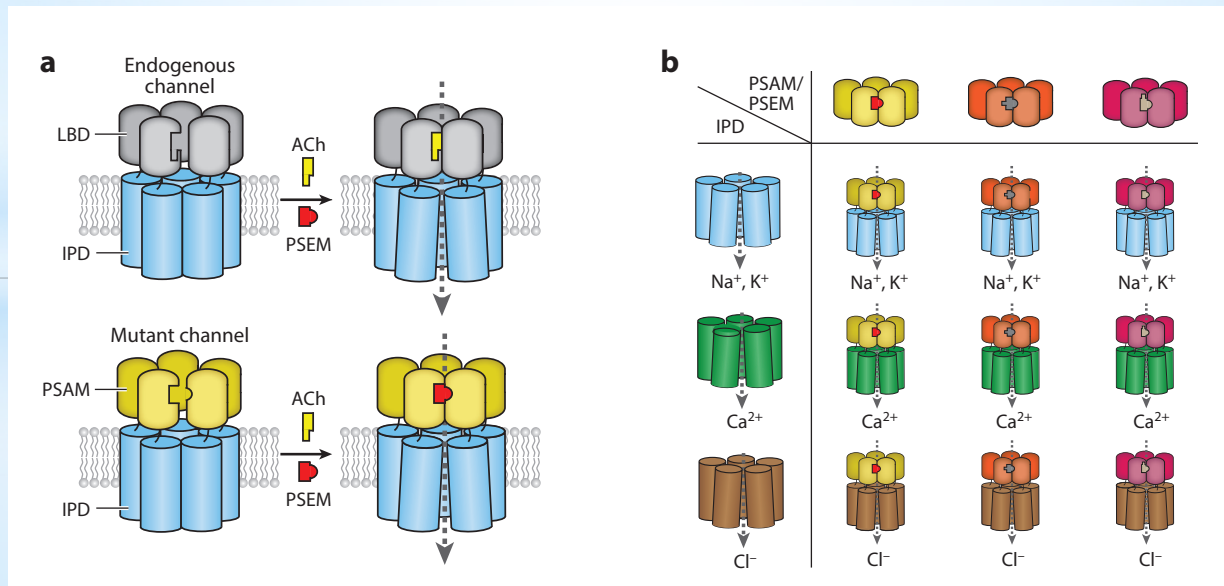 a
Endogenous
channel
LBD
ACh
PSEM
IPD
Mutant channel
PSAM
ACh
PSEM
IPD
b
PSAM/
PSEM
IPD
Na⁺, K⁺
Na⁺, K⁺
Na⁺, K⁺
Na⁺, K⁺
Ca²⁺
Ca²⁺
Ca²⁺
Ca²⁺
Cl⁻
Cl⁻
Cl⁻
Cl⁻